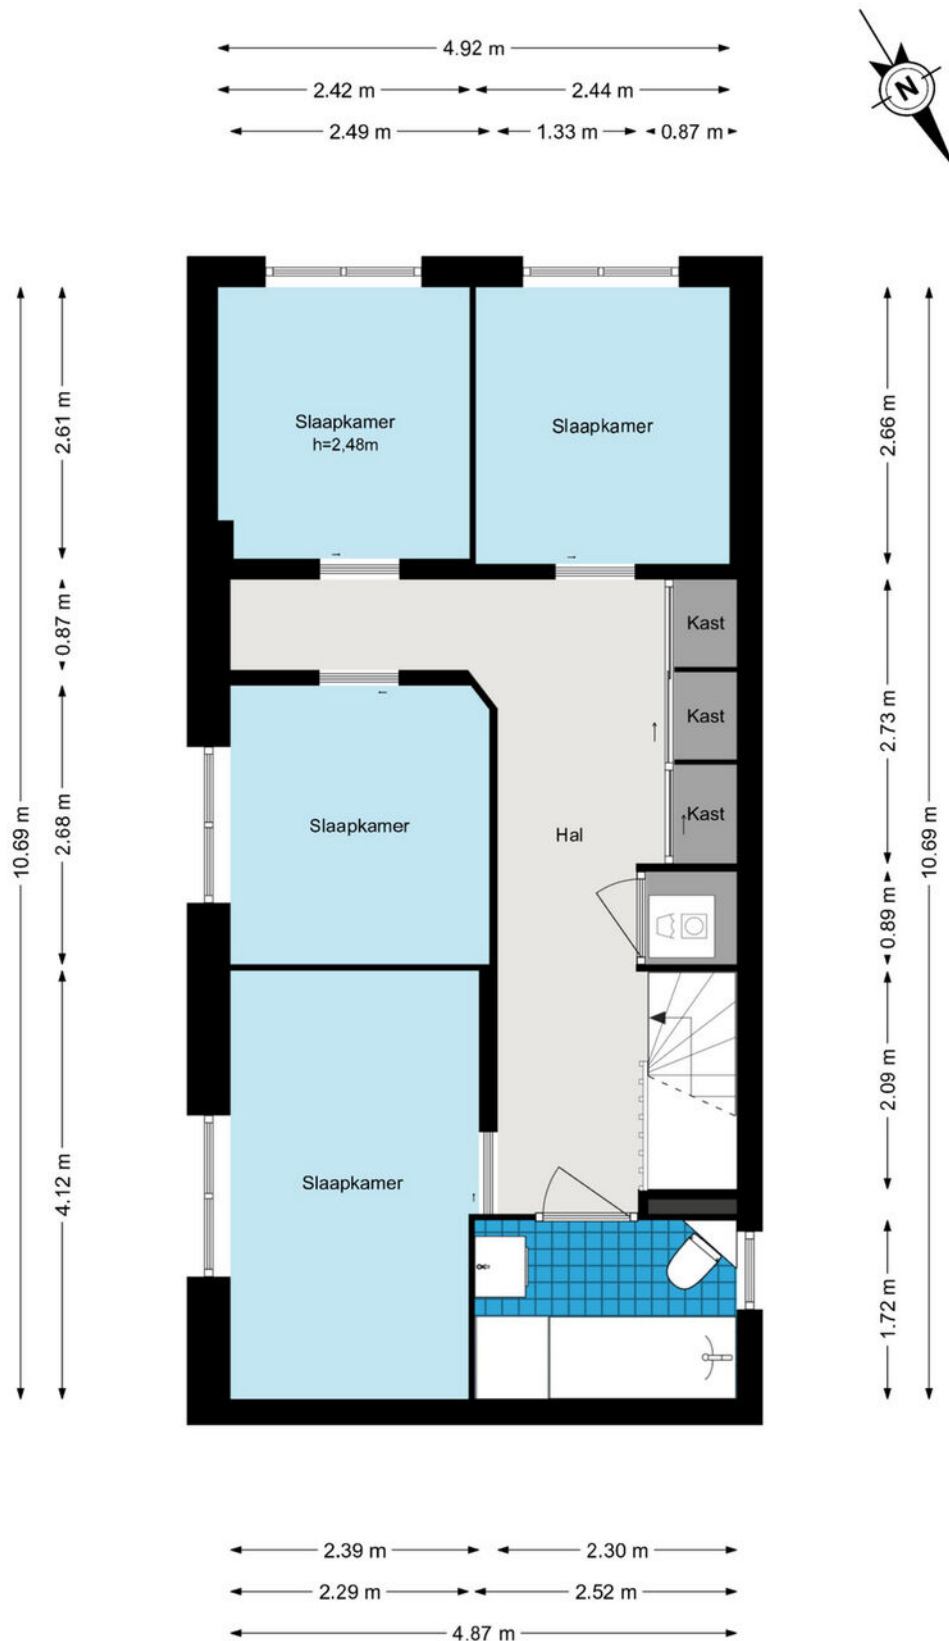 4.92 m
2.42 m
2.44 m
2.49 m
1.33 m
0.87 m
N
10.69 m
2.61 m
0.87 m
2.68 m
4.12 m
Slaapkamer
h=2,48m
Slaapkamer
Kast
Kast
Kast
Slaapkamer
Hal
Slaapkamer
2.66 m
2.73 m
0.89 m
2.09 m
1.72 m
10.69 m
2.39 m
2.30 m
2.29 m
2.52 m
4.87 m